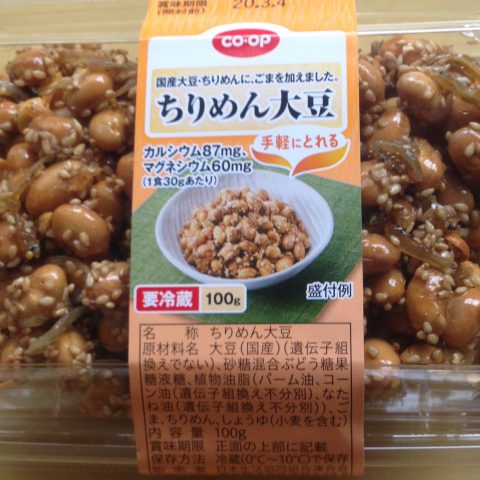 賞味期限
(開封前)
20.3.4
CO-OP
国産大豆・ちりめんに、ごまを加えました。
ちりめん大豆
手軽にとれる
カルシウム87mg、
マグネシウム60mg
(1食30gあたり)
要冷蔵 100g
盛付例
名 称 ちりめん大豆
原材料名 大豆(国産)(遺伝子組
換えでない)、砂糖混合ぶどう糖果
糖液糖、植物油脂(パーム油、コー
ン油(遺伝子組換え不分別)、なた
ね油(遺伝子組換え不分別))、ご
ま、ちりめん、しょうゆ(小麦を含む)
内 容 量 100g
賞味期限 正面の上部に記載
保存方法 冷蔵(0℃~10℃)で保存